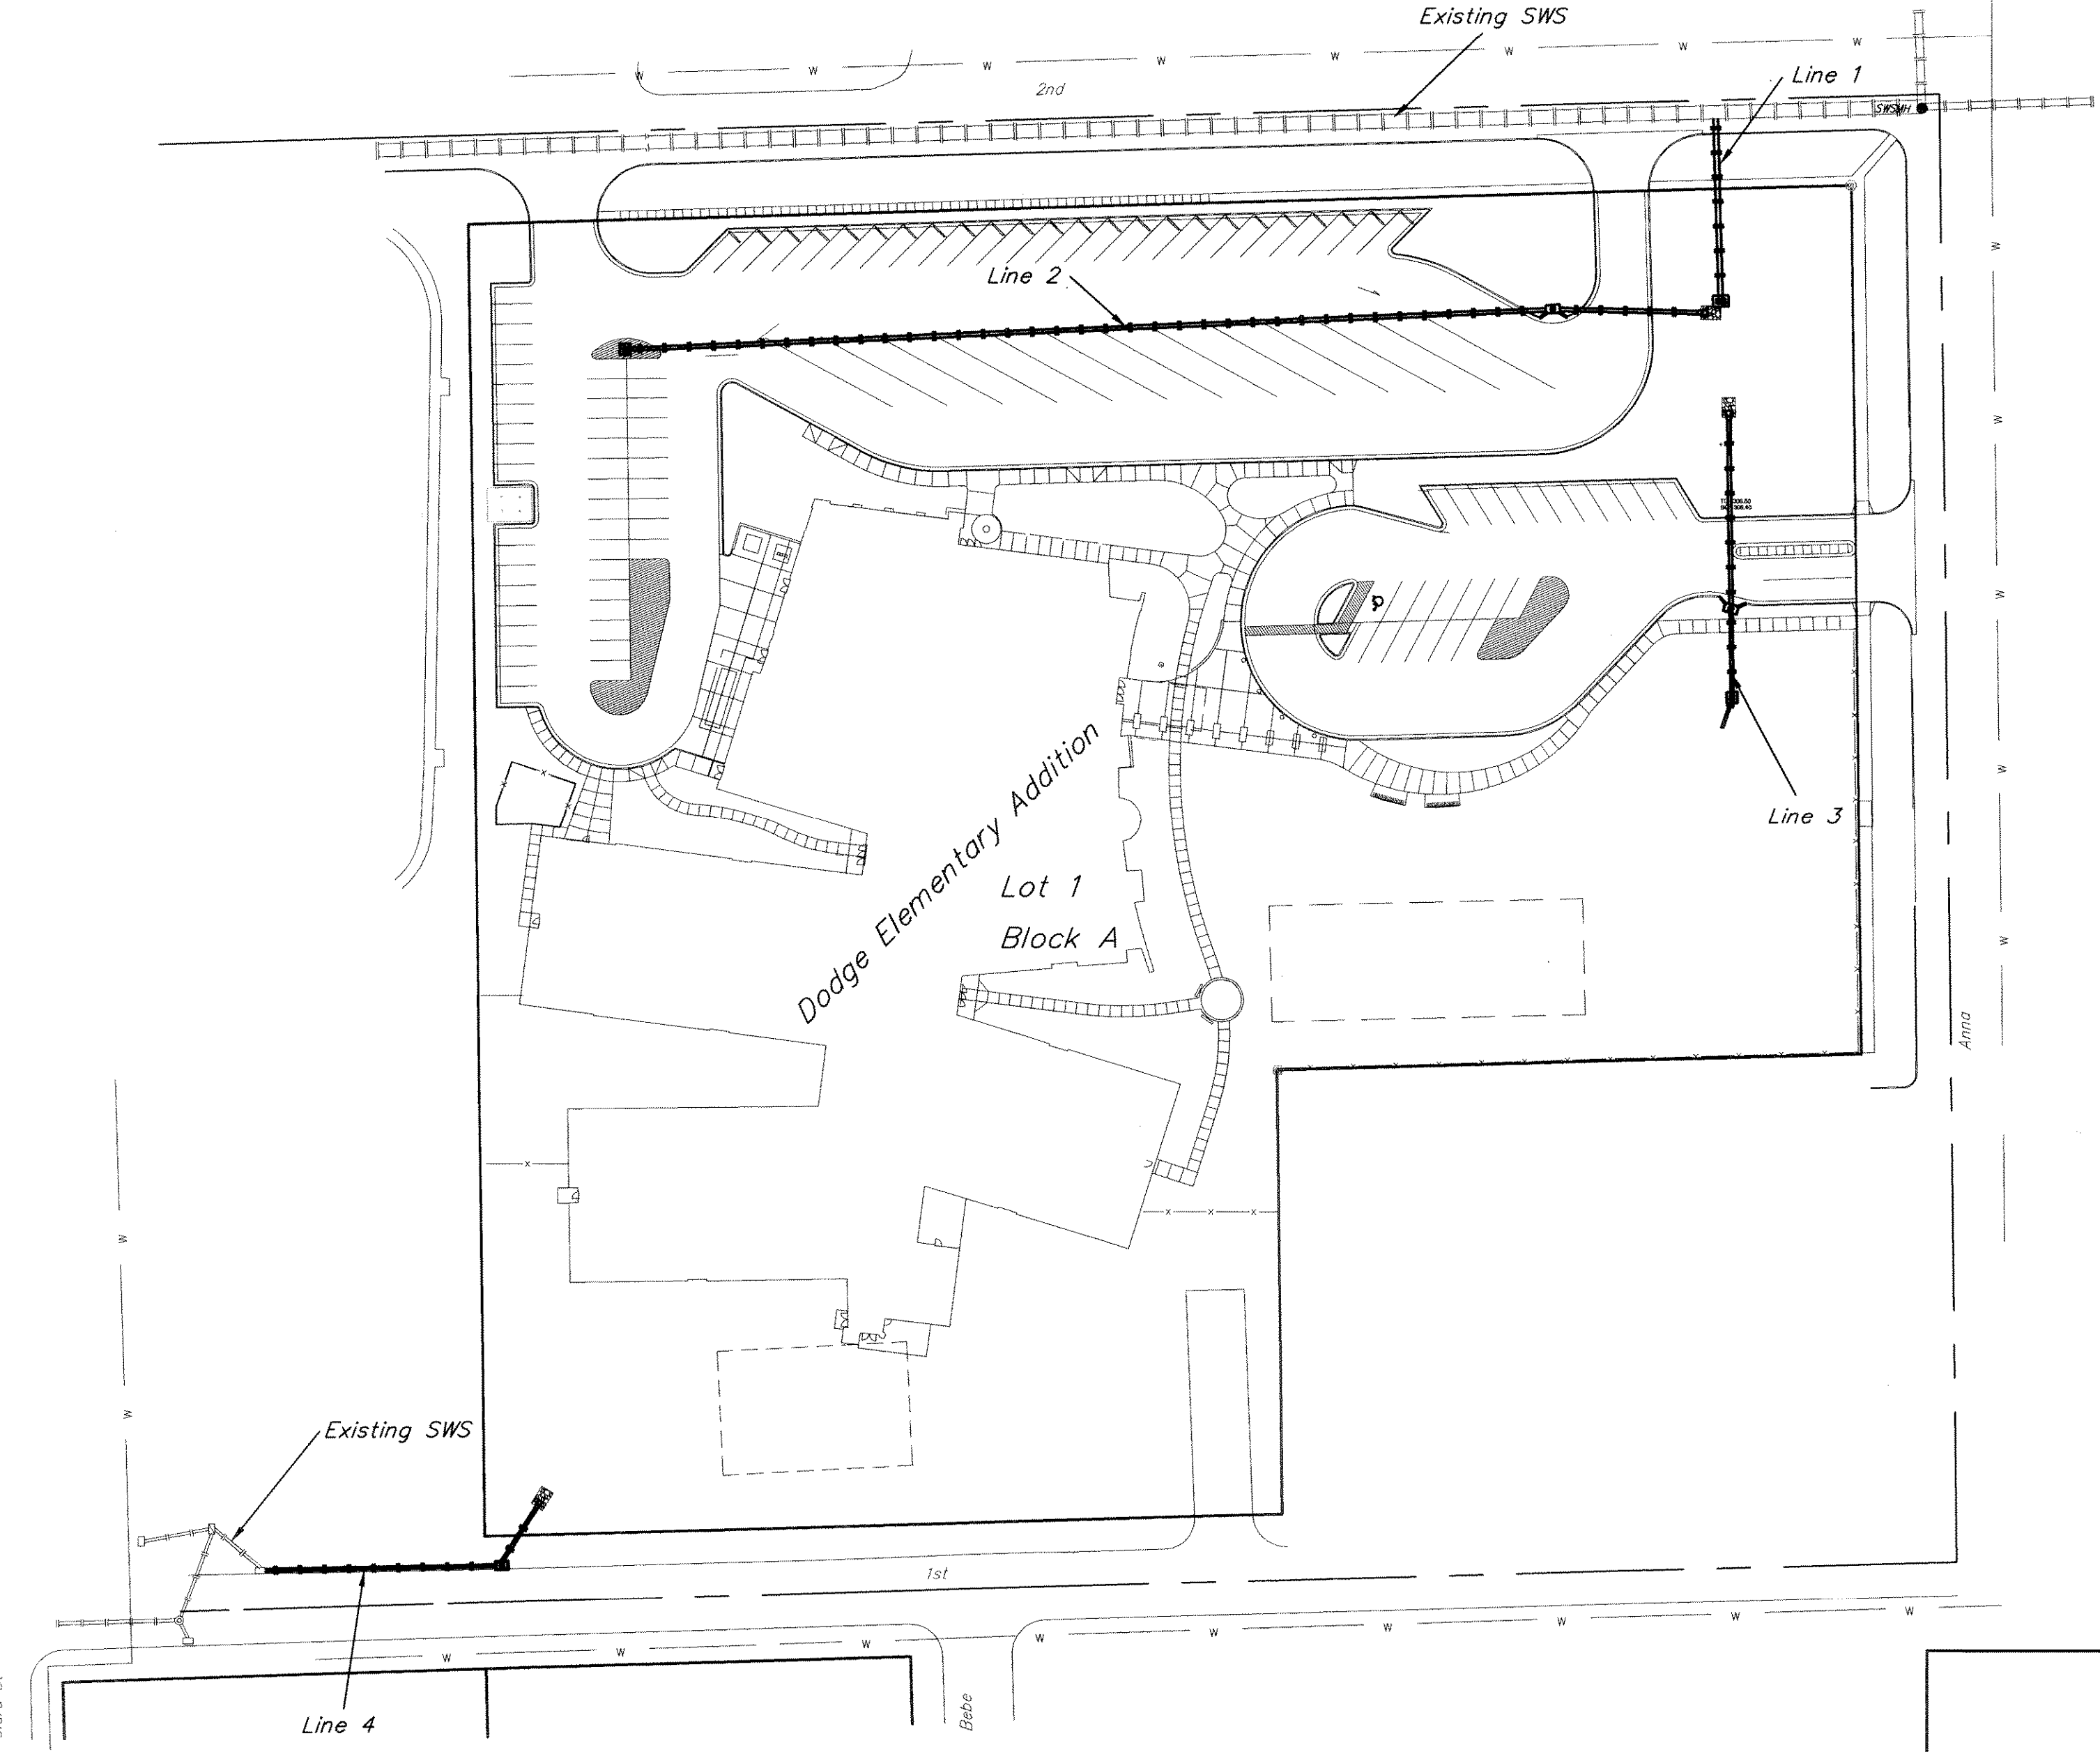 Existing SWS
W W W W W W W W
Line 1
2nd
SWSMH
W
Line 2
W
W
Line 3
W
Dodge Elementary Addition
Lot 1
Block A
W
Anna
W
W
Existing SWS
1st
W W W W W W W W W
Line 4
Bebe